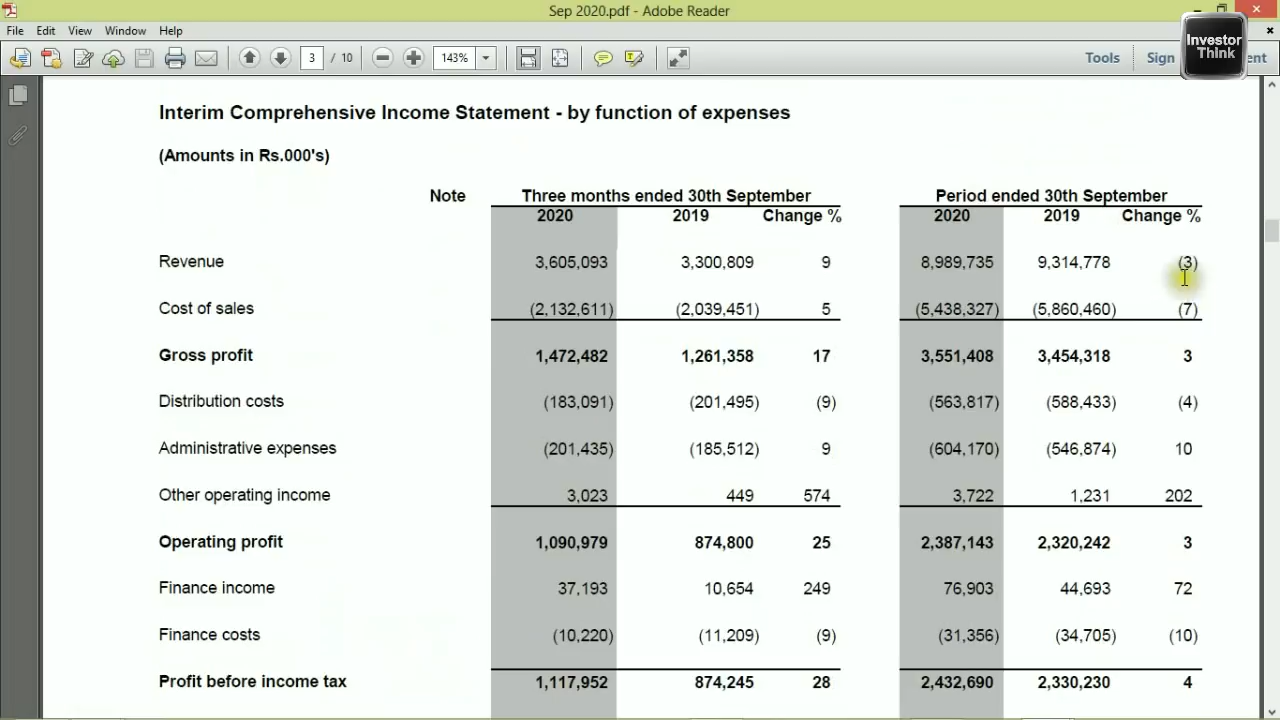 Sep 2020.pdf - Adobe Reader
File Edit View Window Help
3 / 10 143% Tools Sign ent
Investor
Think
Interim Comprehensive Income Statement - by function of expenses
(Amounts in Rs.000's)
Note Three months ended 30th September Period ended 30th September
2020 2019 Change % 2020 2019 Change %
Revenue 3,605,093 3,300,809 9 8,989,735 9,314,778 (3)
Cost of sales (2,132,611) (2,039,451) 5 (5,438,327) (5,860,460) (7)
Gross profit 1,472,482 1,261,358 17 3,551,408 3,454,318 3
Distribution costs (183,091) (201,495) (9) (563,817) (588,433) (4)
Administrative expenses (201,435) (185,512) 9 (604,170) (546,874) 10
Other operating income 3,023 449 574 3,722 1,231 202
Operating profit 1,090,979 874,800 25 2,387,143 2,320,242 3
Finance income 37,193 10,654 249 76,903 44,693 72
Finance costs (10,220) (11,209) (9) (31,356) (34,705) (10)
Profit before income tax 1,117,952 874,245 28 2,432,690 2,330,230 4